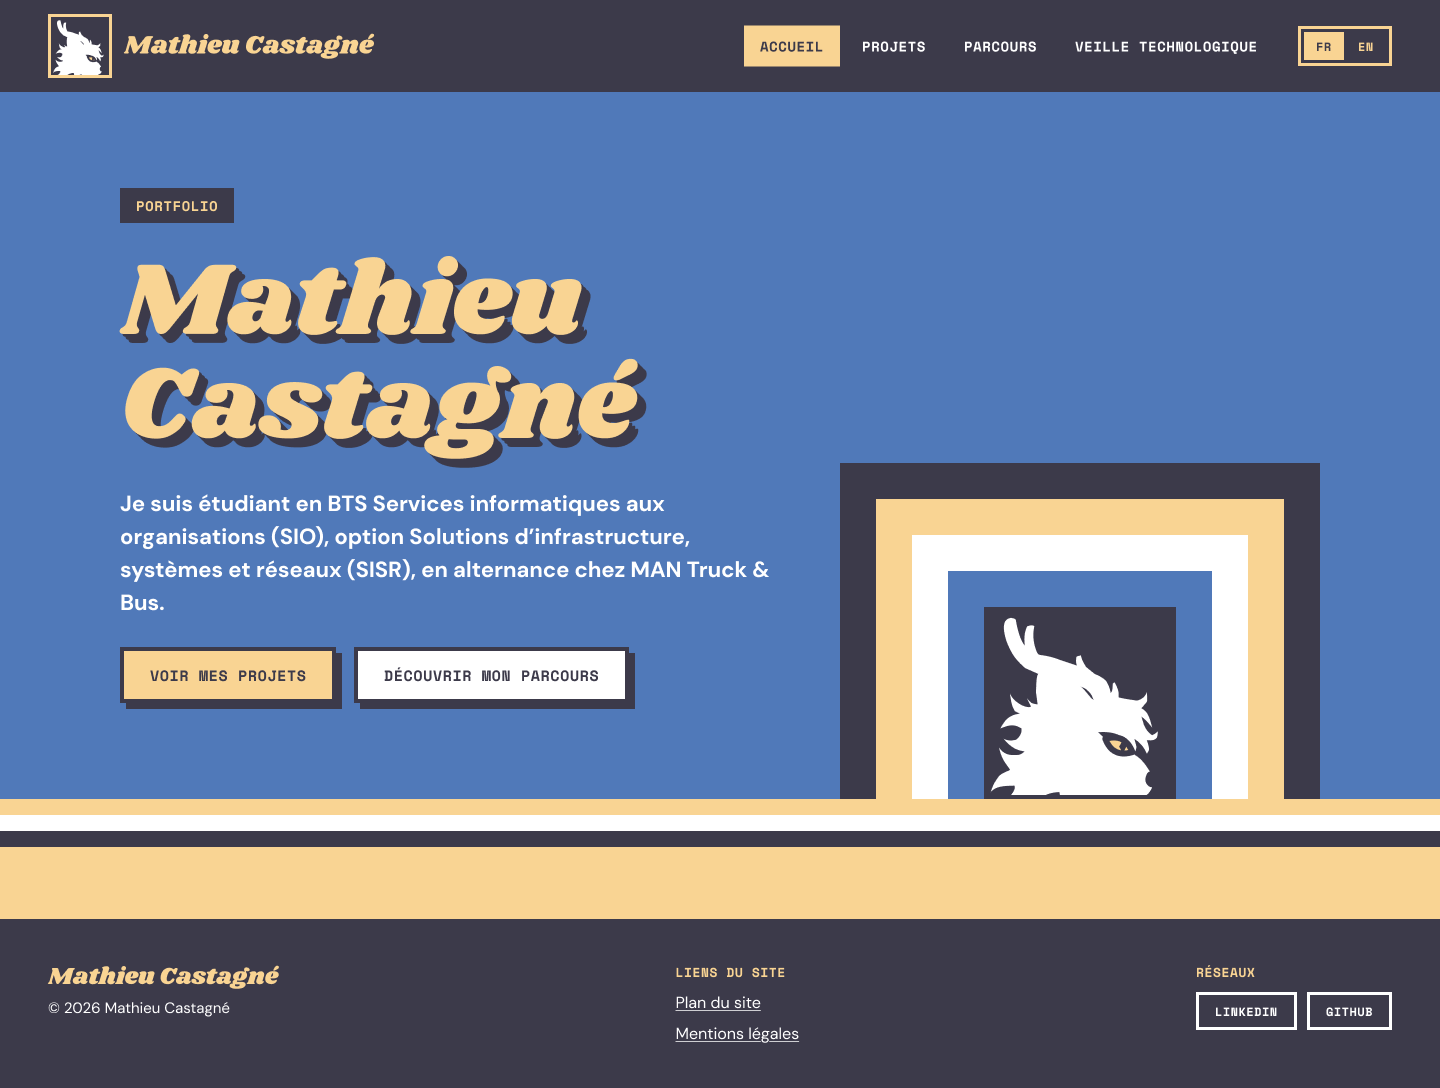 Mathieu Castagné
ACCUEIL
PROJETS
PARCOURS
VEILLE TECHNOLOGIQUE
FR
EN
PORTFOLIO
Mathieu
Castagné
Je suis étudiant en BTS Services informatiques aux
organisations (SIO), option Solutions d’infrastructure,
systèmes et réseaux (SISR), en alternance chez MAN Truck &
Bus.
VOIR MES PROJETS
DÉCOUVRIR MON PARCOURS
Mathieu Castagné
© 2026 Mathieu Castagné
LIENS DU SITE
Plan du site
Mentions légales
RÉSEAUX
LINKEDIN
GITHUB